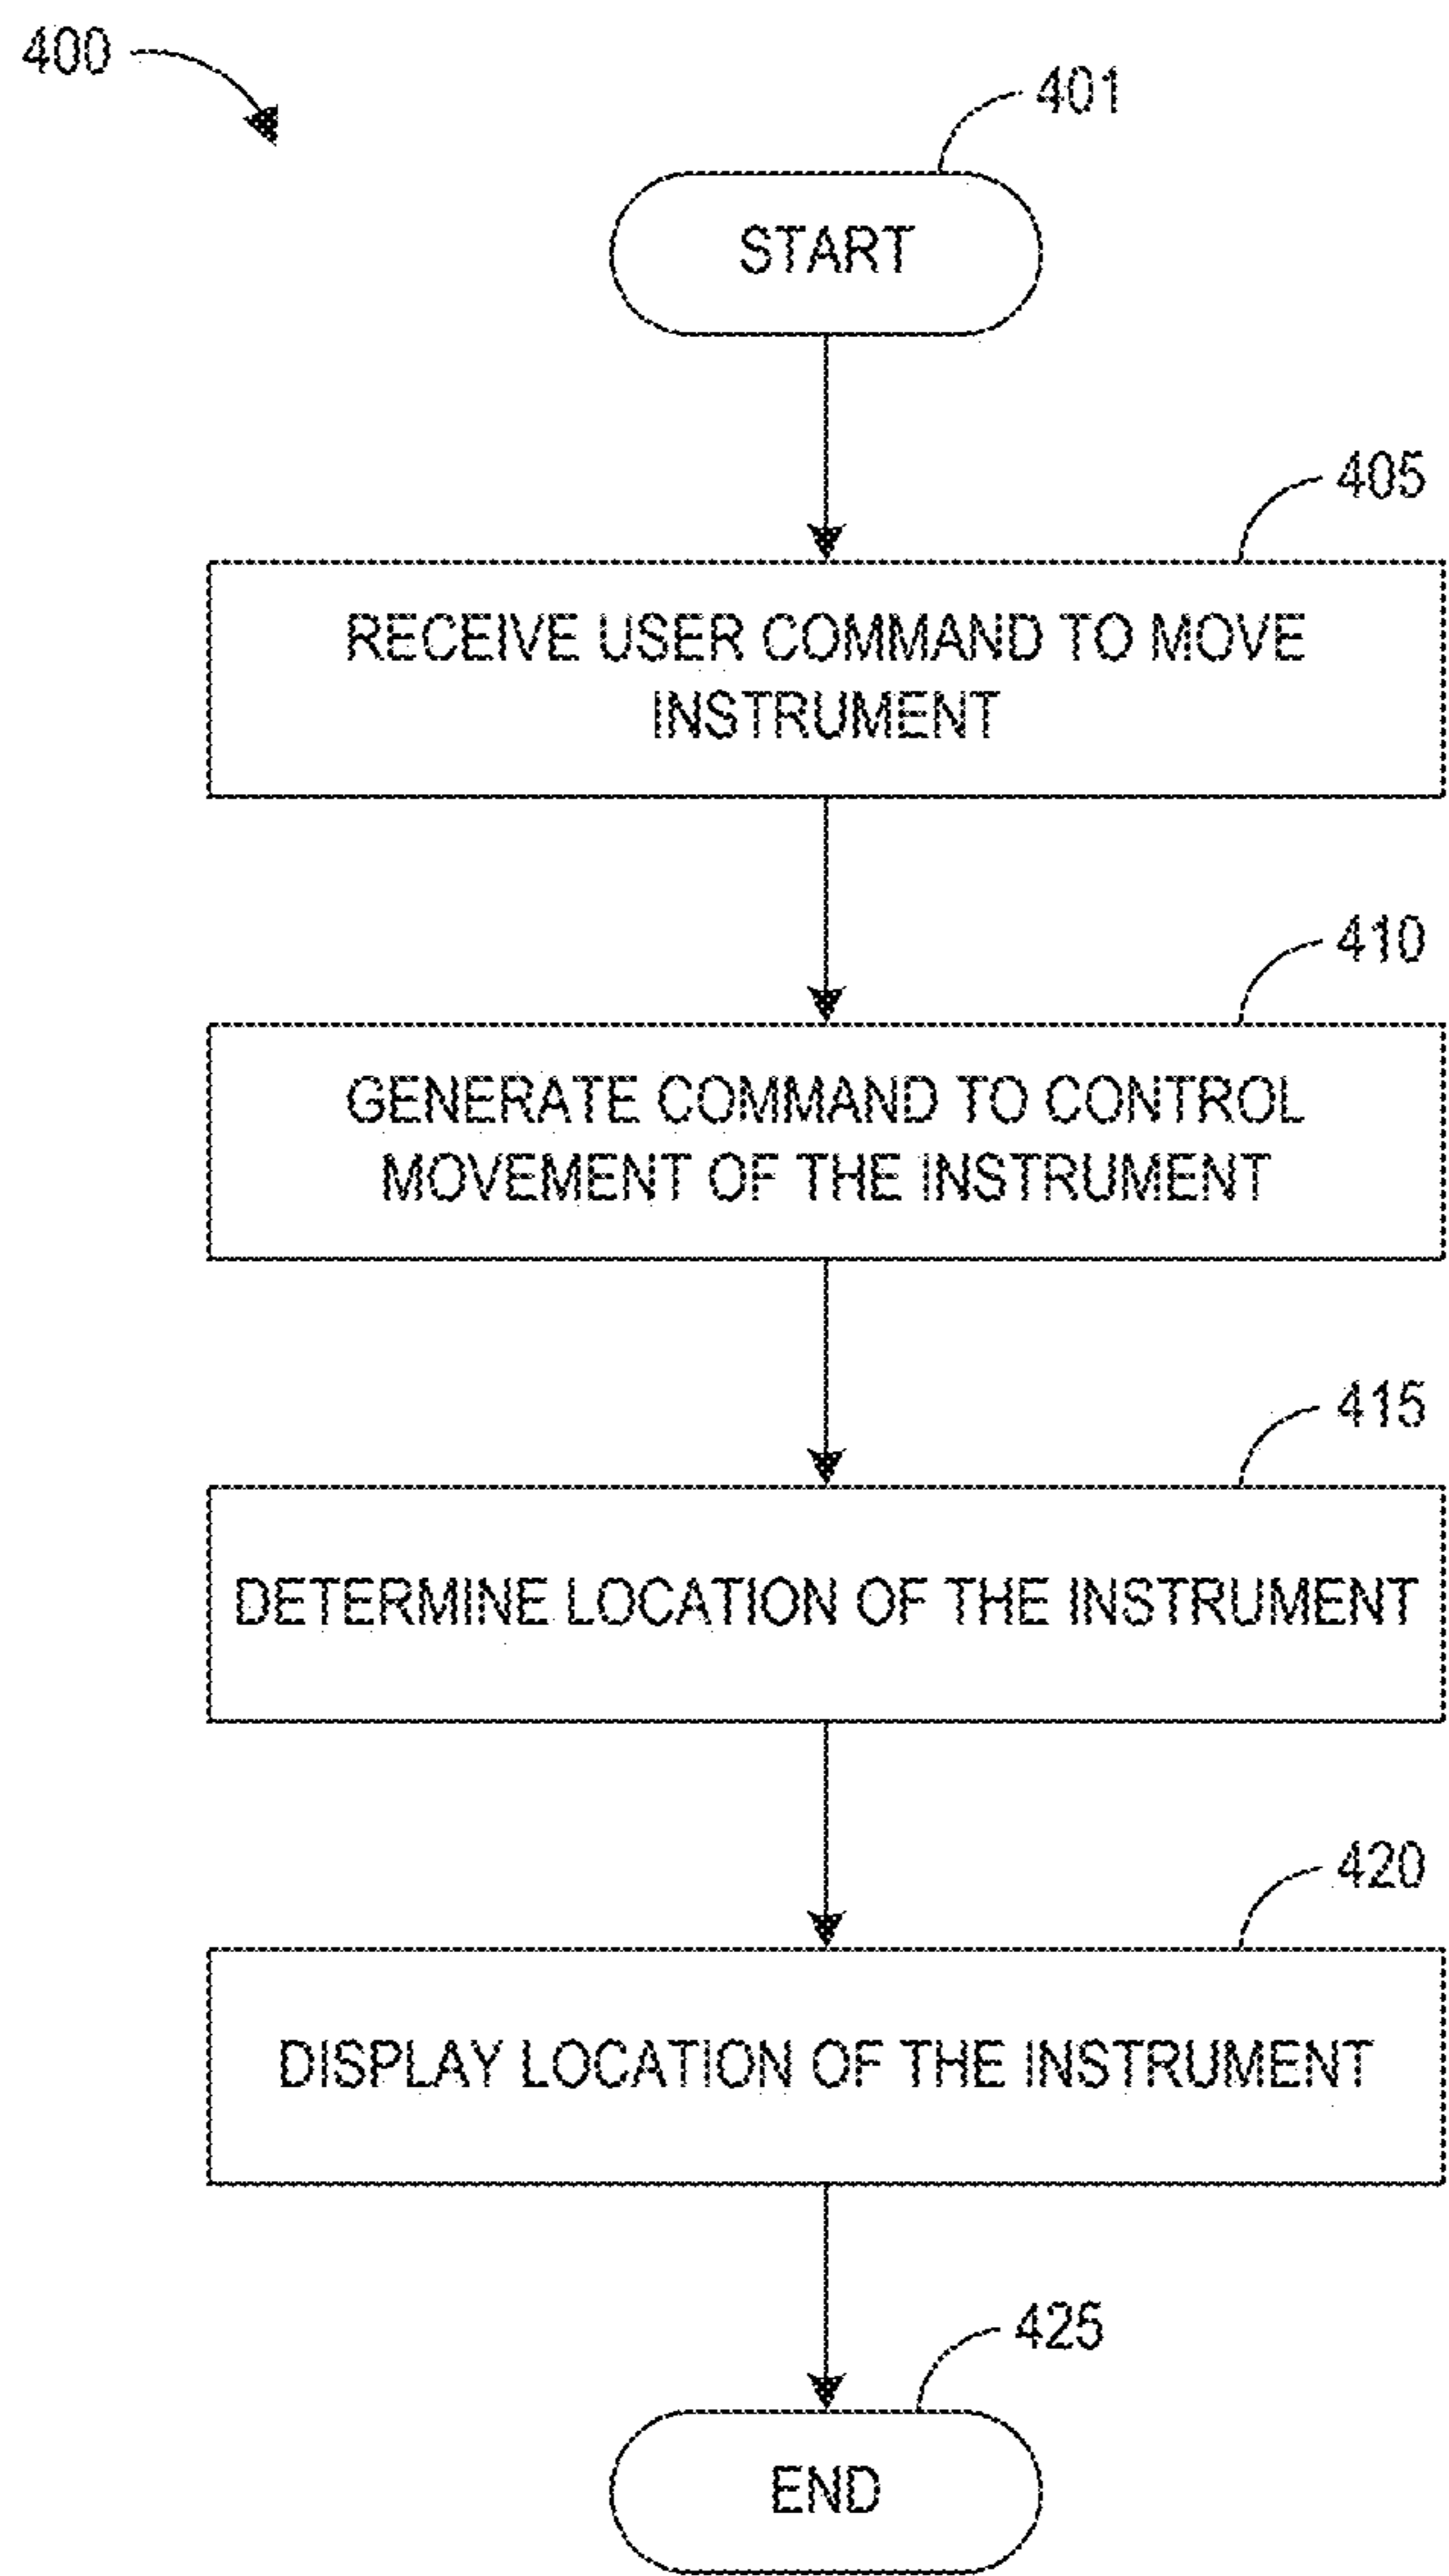 400
401
START
405
RECEIVE USER COMMAND TO MOVE
INSTRUMENT
410
GENERATE COMMAND TO CONTROL
MOVEMENT OF THE INSTRUMENT
415
DETERMINE LOCATION OF THE INSTRUMENT
420
DISPLAY LOCATION OF THE INSTRUMENT
425
END